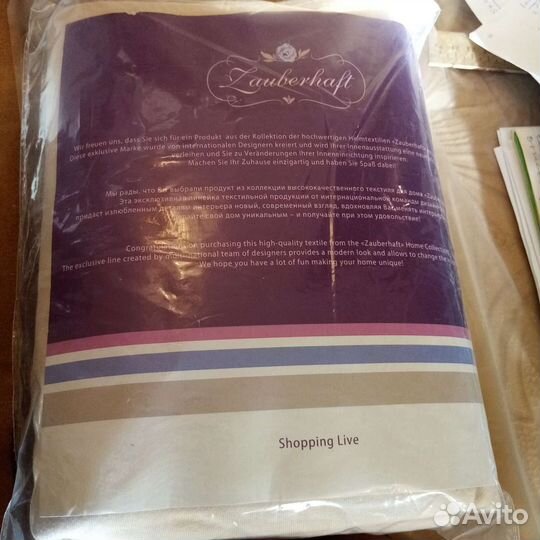 Zauberhaft
Wir freuen uns, dass Sie sich für ein Produkt aus der Kollektion der hochwertigen Heimtextilien «Zauberhaft»
Diese exklusive Marke wurde von internationalen Designern kreiert und wird Ihrer Innenausstattung eine
verleihen und Sie zu Veränderungen Ihrer Inneneinrichtung inspirieren.
Machen Sie Ihr Zuhause einzigartig und haben Sie Spaß dabei!
Мы рады, что Вы выбрали продукт из коллекции высококачественного текстиля для дома
Эта эксклюзивная линейка текстильной продукции от интернациональной команды
придаст излюбленным деталям интерьера новый, современный взгляд, вдохновляя Вас менять
дом уникальным – и получайте при этом удовольствие!
Congratulations on purchasing this high-quality textile from the «Zauberhaft» Home Collection
The exclusive line created by multinational team of designers provides a modern look and allows to change the
We hope you have a lot of fun making your home unique!
Shopping Live
Avito